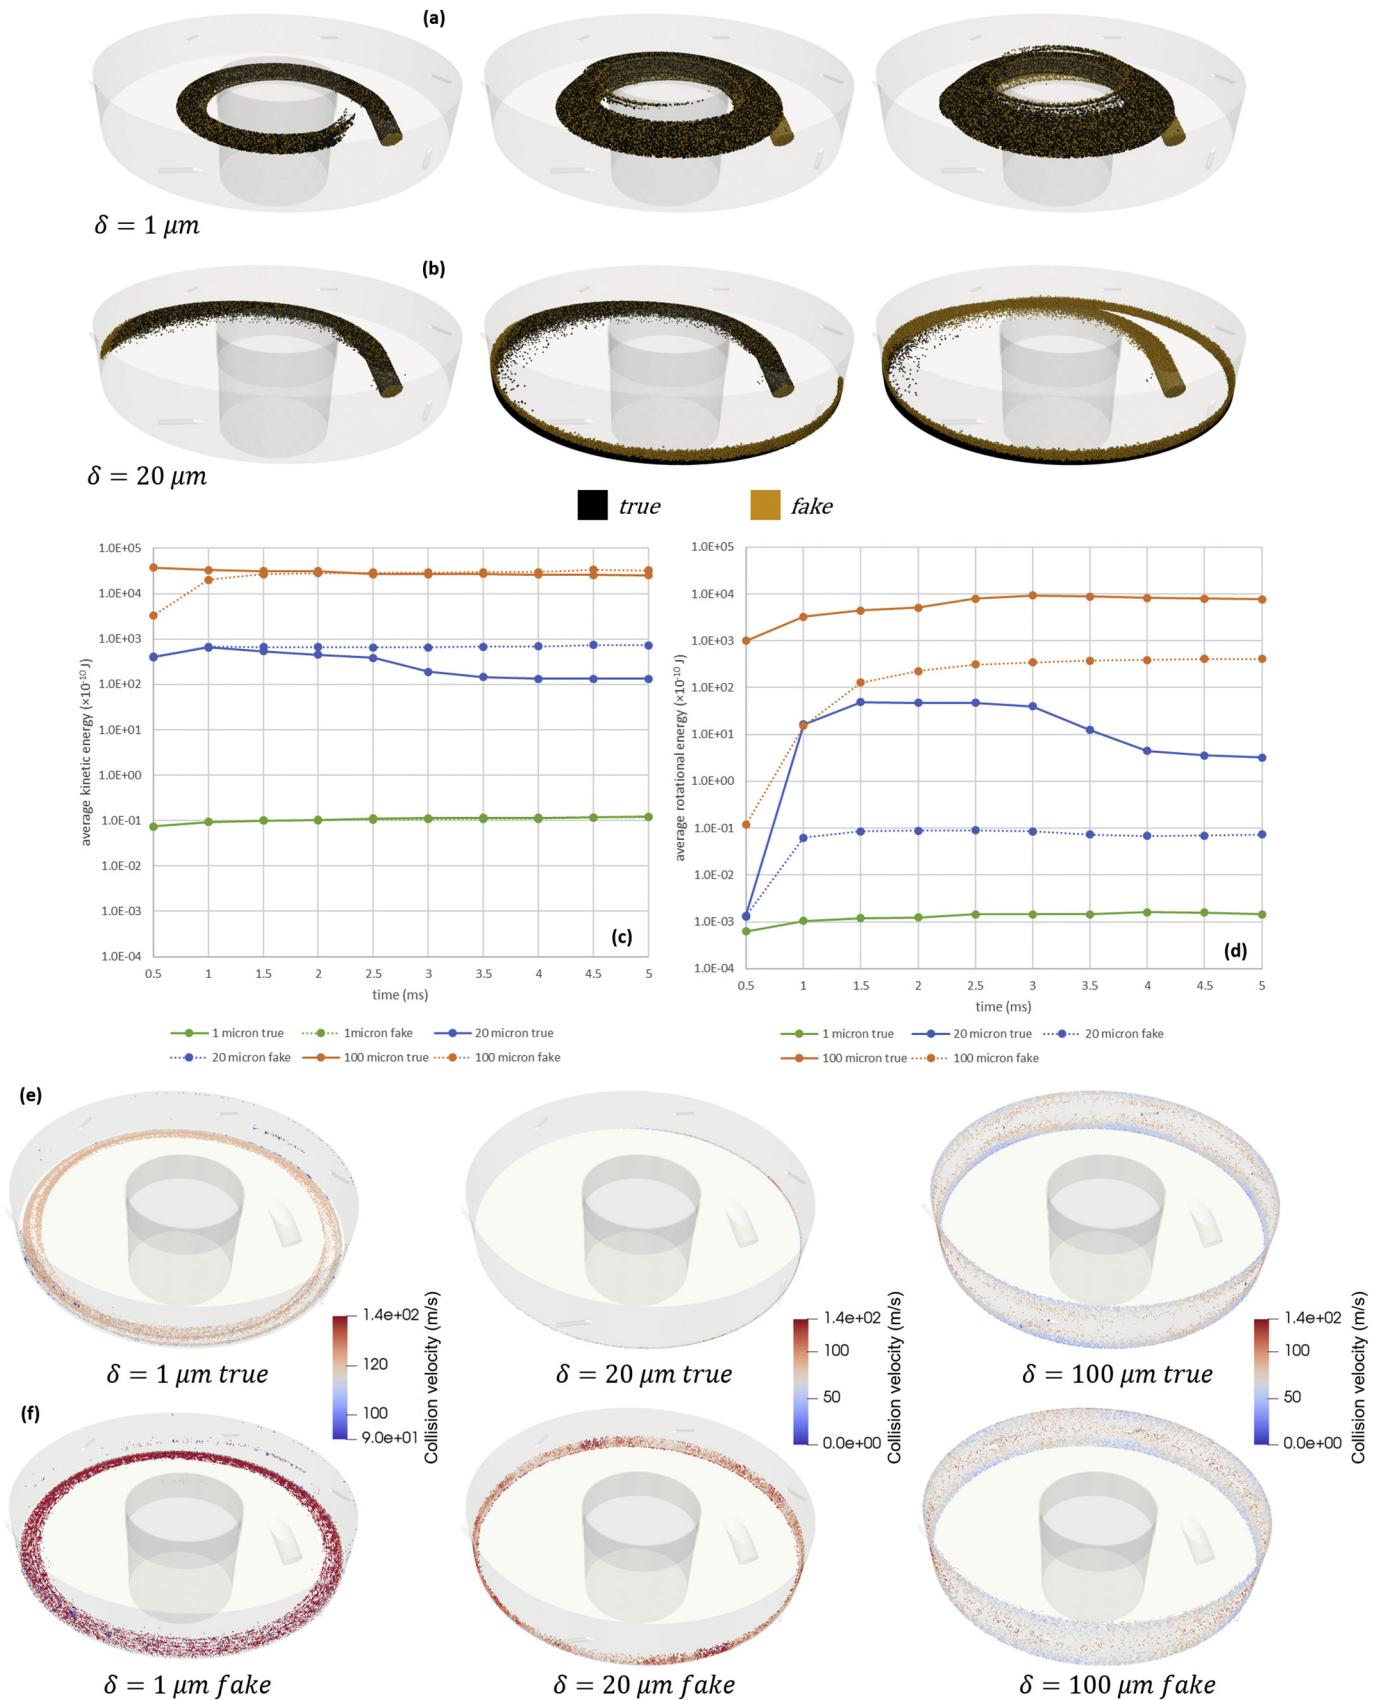 (a)
δ = 1 μm
(b)
δ = 20 μm
true fake
1.0E+05
1.0E+04
1.0E+03
1.0E+02
1.0E+01
1.0E+00
1.0E-01
1.0E-02
1.0E-03
1.0E-04
average kinetic energy (×10⁻¹⁰ J)
0.5 1 1.5 2 2.5 3 3.5 4 4.5 5
time (ms)
(c)
1 micron true 1micron fake 20 micron true
20 micron fake 100 micron true 100 micron fake
1.0E+05
1.0E+04
1.0E+03
1.0E+02
1.0E+01
1.0E+00
1.0E-01
1.0E-02
1.0E-03
1.0E-04
average rotational energy (×10⁻¹⁰ J)
0.5 1 1.5 2 2.5 3 3.5 4 4.5 5
time (ms)
(d)
1 micron true 20 micron true 20 micron fake
100 micron true 100 micron fake
(e)
δ = 1 μm true
δ = 20 μm true
δ = 100 μm true
1.4e+02
120
100
9.0e+01
Collision velocity (m/s)
1.4e+02
100
50
0.0e+00
Collision velocity (m/s)
1.4e+02
100
50
0.0e+00
Collision velocity (m/s)
(f)
δ = 1 μm fake
δ = 20 μm fake
δ = 100 μm fake